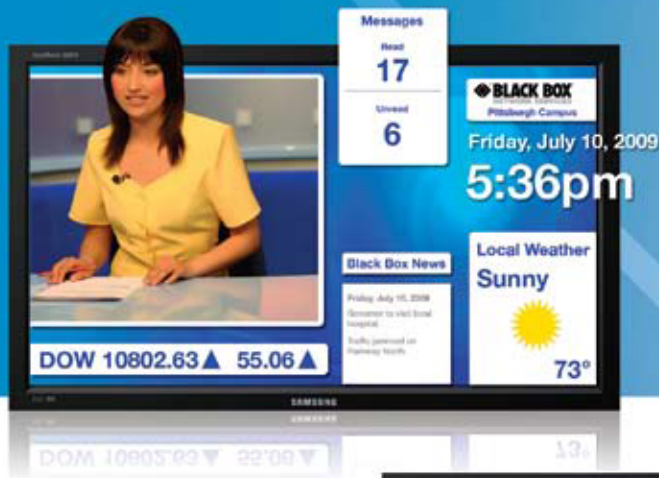 Messages
Read
17
Unread
6
BLACK BOX
NETWORK SERVICES
Pittsburgh Campus
Friday, July 10, 2009
5:36pm
Black Box News
Friday, July 10, 2009
Governor to visit local
hospital.
Traffic jammed on
Parkway North.
Local Weather
Sunny
73°
DOW 10802.63▲ 55.06▲
SAMSUNG